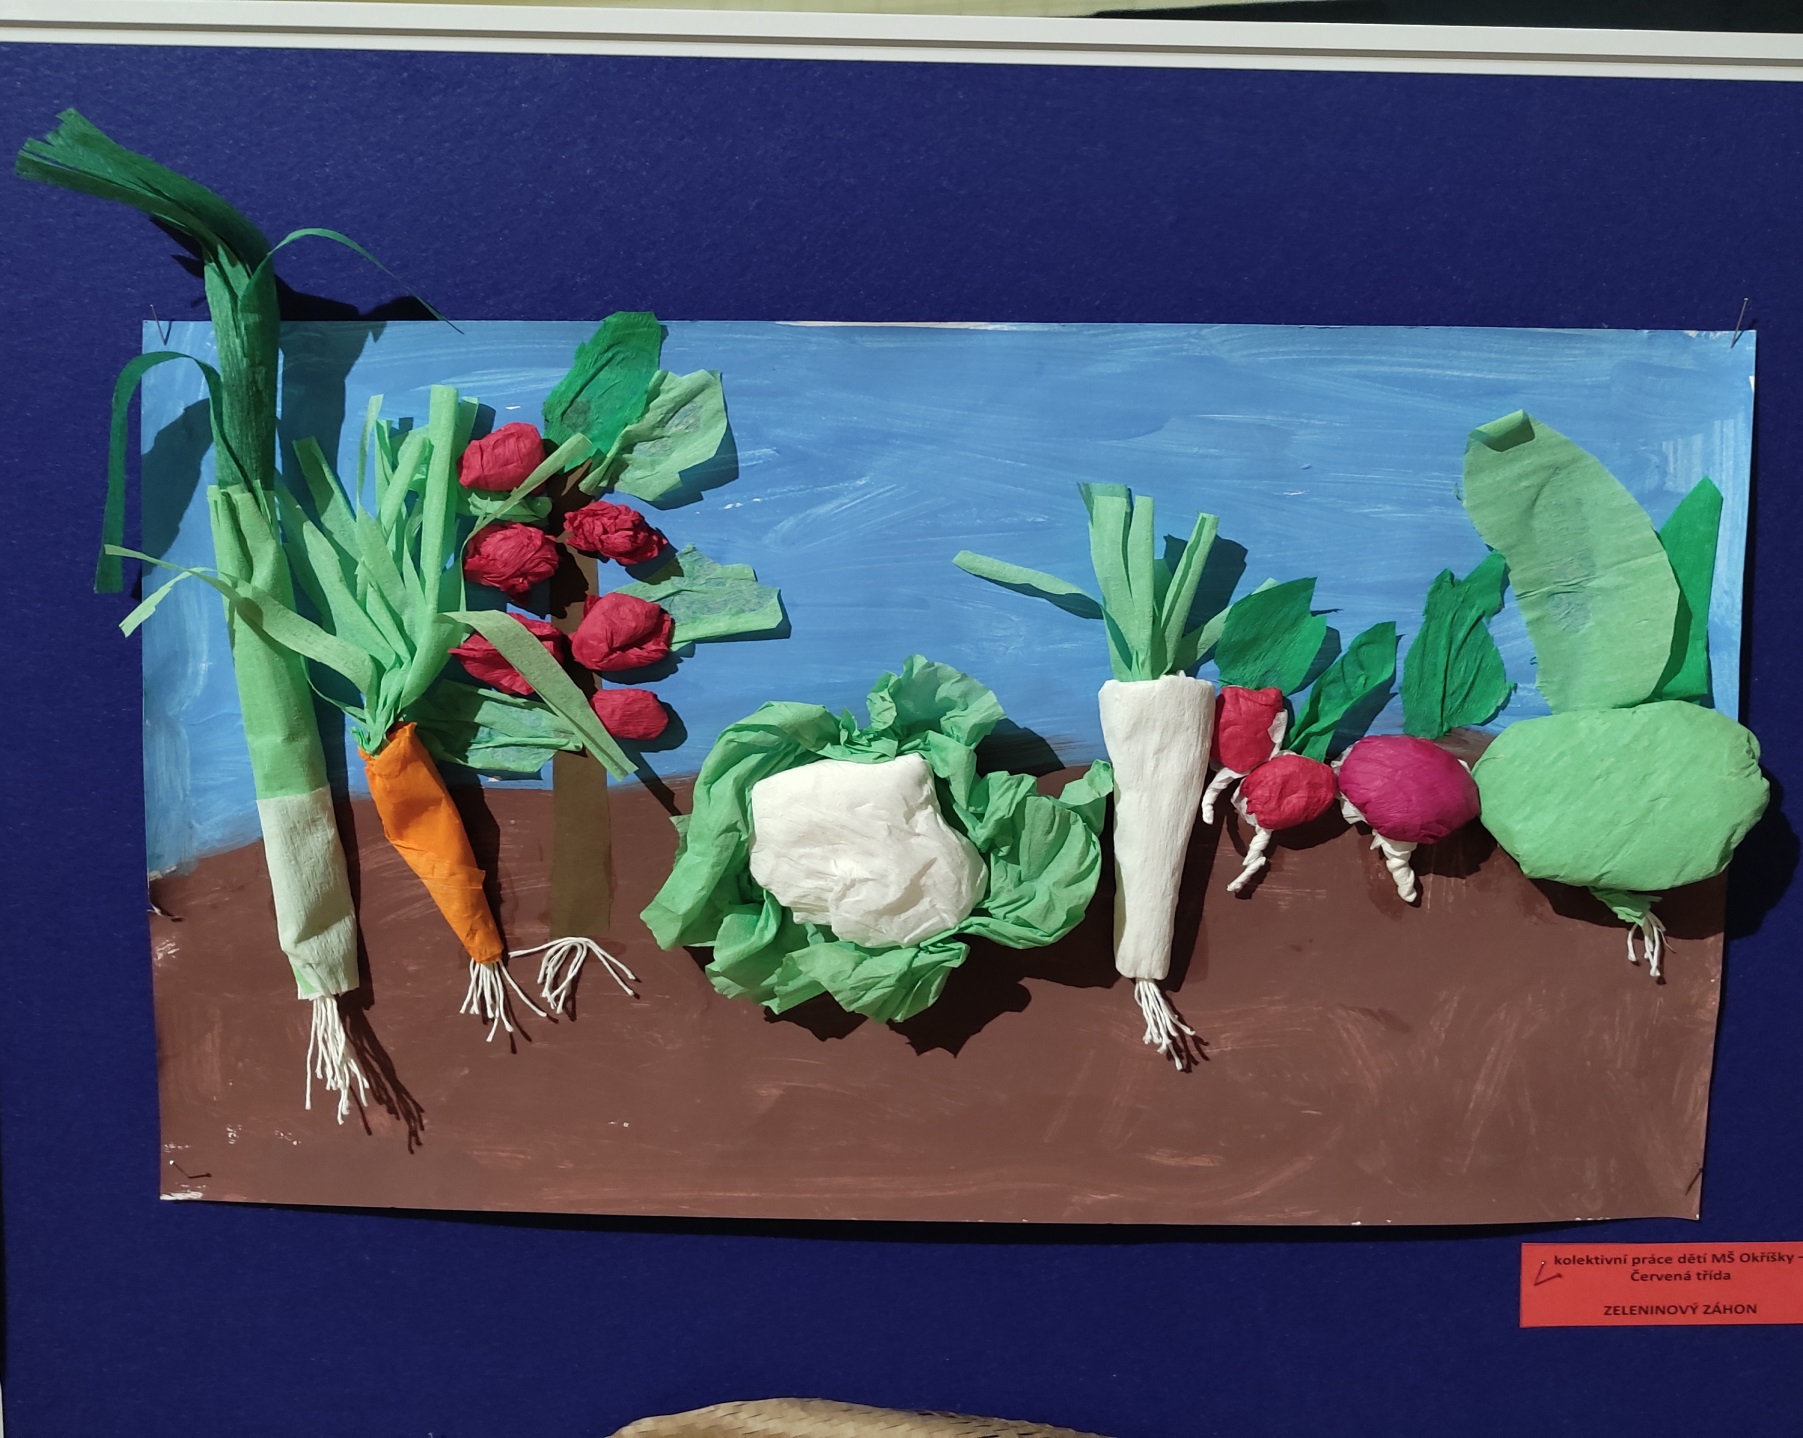 kolektivní práce dětí MŠ Okříšky -
Červená třída
ZELENINOVÝ ZÁHON